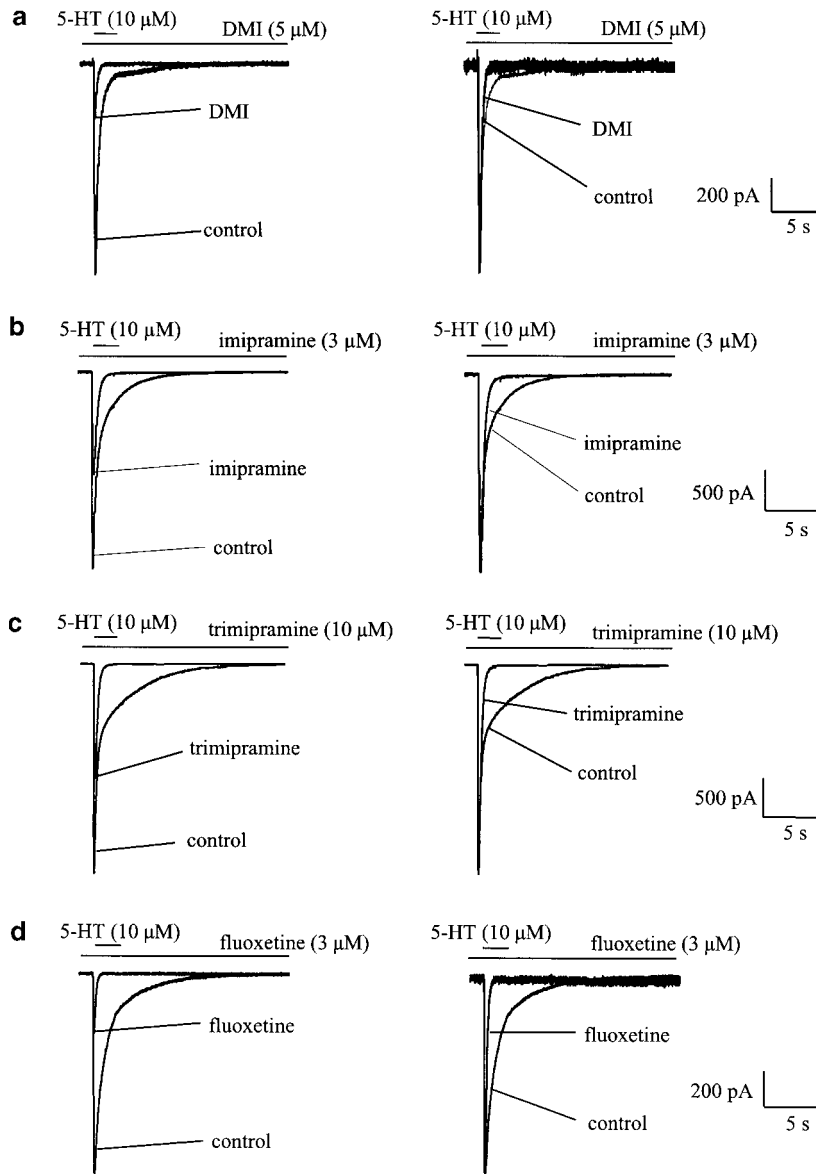 a
5-HT (10 µM) DMI (5 µM)
DMI
control
5-HT (10 µM) DMI (5 µM)
DMI
control
200 pA
5 s
b
5-HT (10 µM) imipramine (3 µM)
imipramine
control
5-HT (10 µM) imipramine (3 µM)
imipramine
control
500 pA
5 s
c
5-HT (10 µM) trimipramine (10 µM)
trimipramine
control
5-HT (10 µM) trimipramine (10 µM)
trimipramine
control
500 pA
5 s
d
5-HT (10 µM) fluoxetine (3 µM)
fluoxetine
control
5-HT (10 µM) fluoxetine (3 µM)
fluoxetine
control
200 pA
5 s